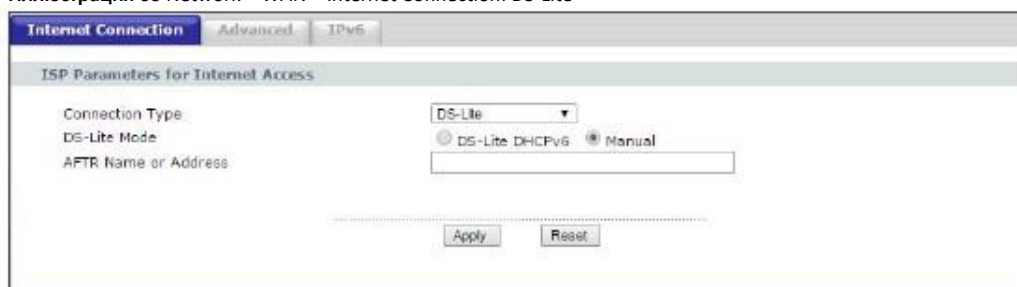 Internet Connection Advanced IPv6
ISP Parameters for Internet Access
Connection Type DS-Lite
DS-Lite Mode DS-Lite DHCPv6 Manual
AFTR Name or Address
Apply Reset